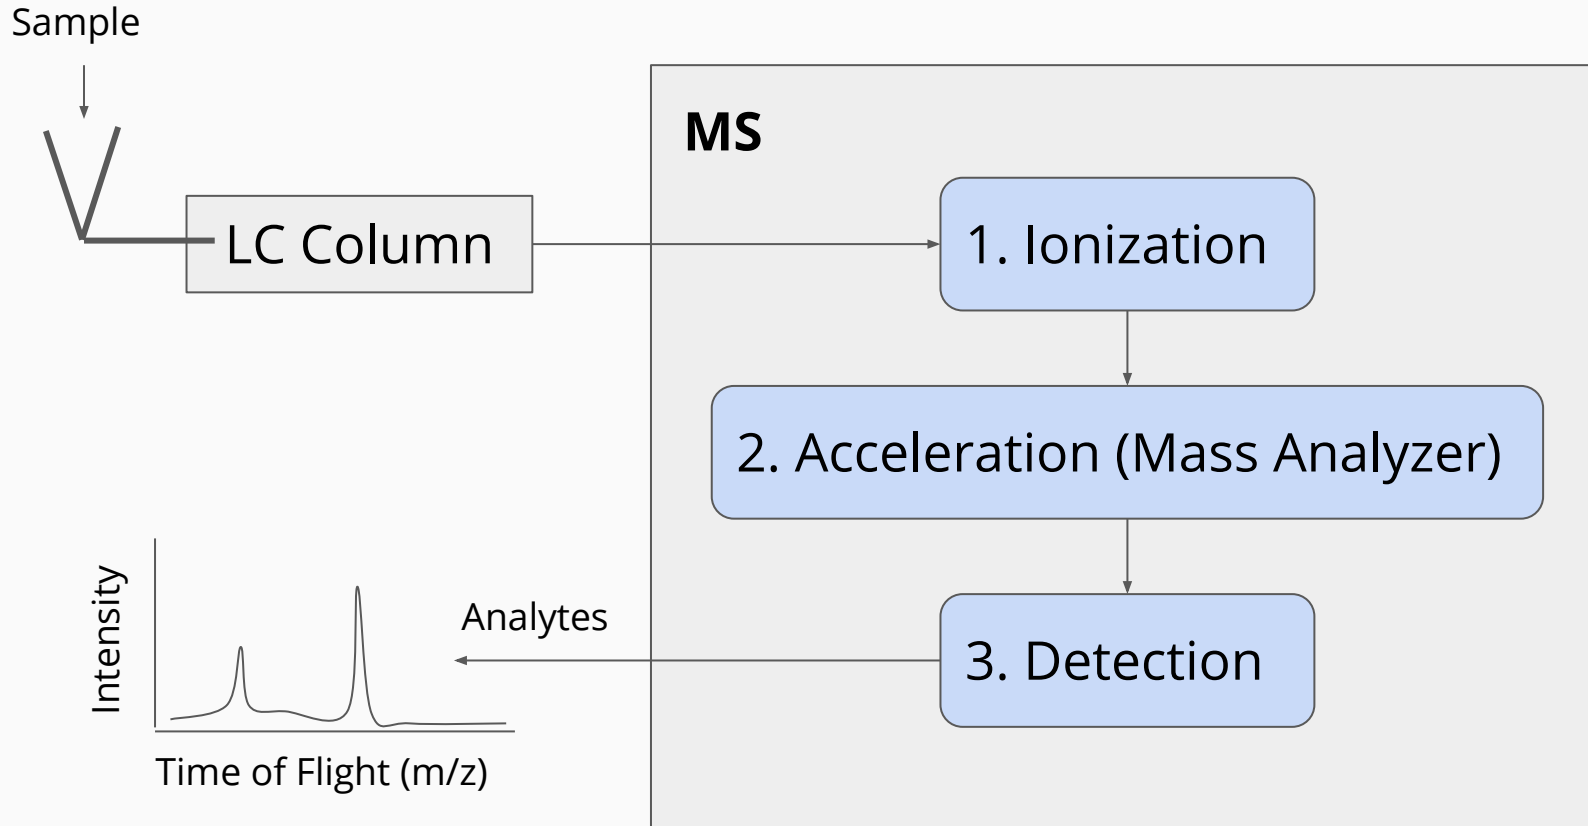 Sample
MS
LC Column
1. Ionization
2. Acceleration (Mass Analyzer)
3. Detection
Analytes
Intensity
Time of Flight (m/z)